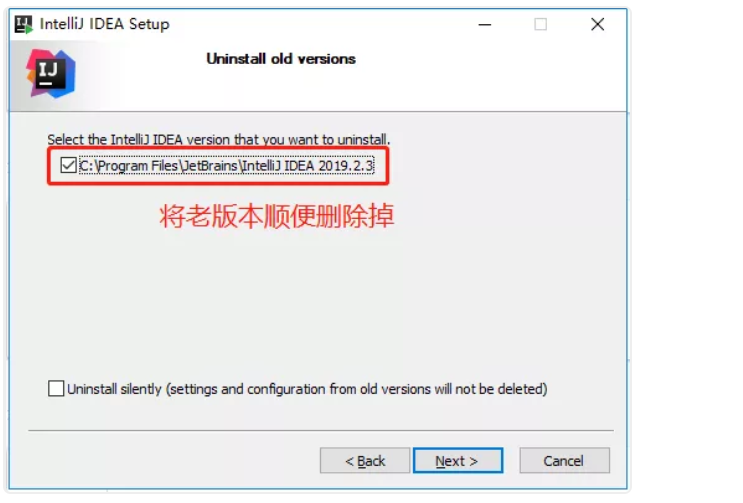 IntelliJ IDEA Setup
Uninstall old versions
IJ
Select the IntelliJ IDEA version that you want to uninstall.
C:\Program Files\JetBrains\IntelliJ IDEA 2019.2.3
将老版本顺便删除掉
Uninstall silently (settings and configuration from old versions will not be deleted)
< Back
Next >
Cancel